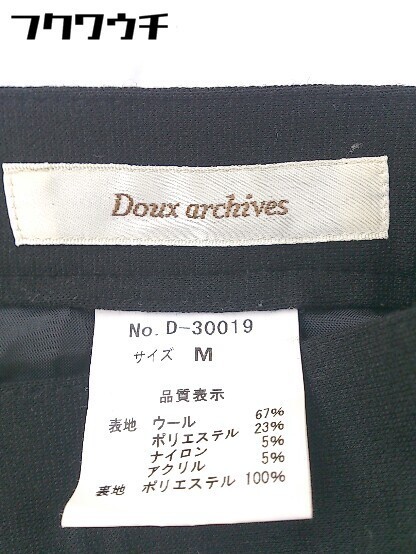 フクワウチ
Doux archives
No. D-30019
サイズ M
品質表示
表地 ウール 67%
ポリエステル 23%
ナイロン 5%
アクリル 5%
裏地 ポリエステル 100%